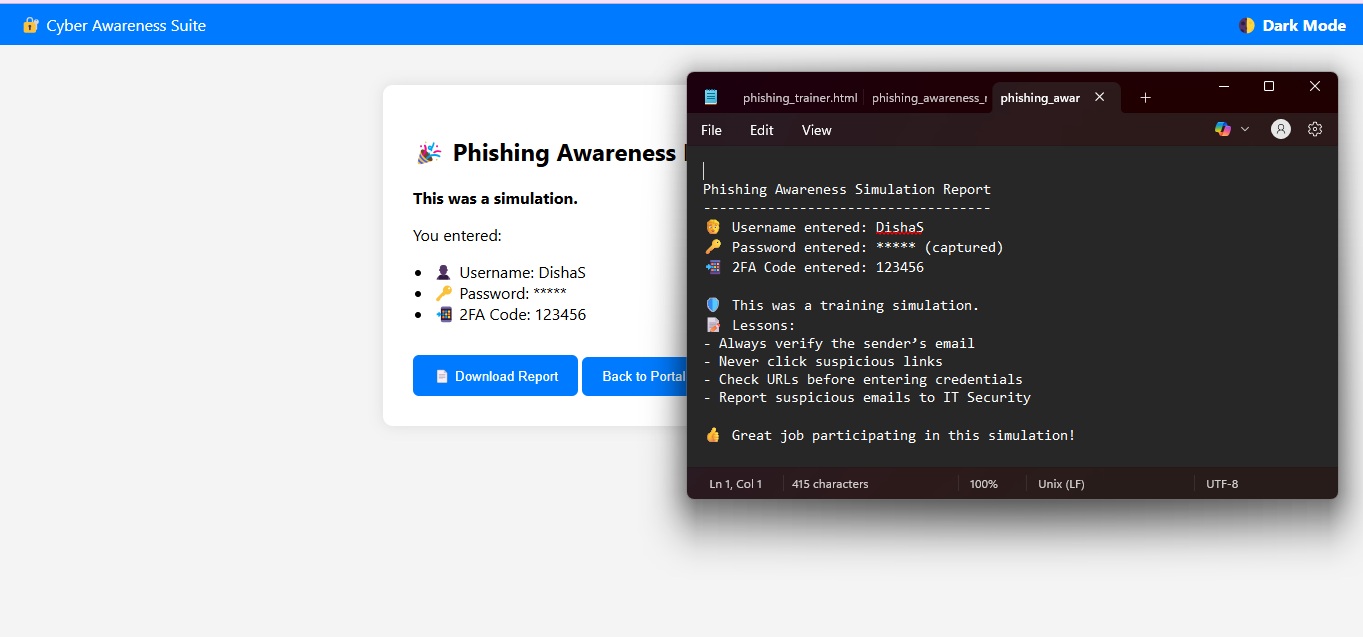 Cyber Awareness Suite
Dark Mode
Phishing Awareness
This was a simulation.
You entered:
Username: DishaS
Password: *****
2FA Code: 123456
Download Report
Back to Portal
phishing_trainer.html
phishing_awareness_
phishing_awar
File Edit View
Phishing Awareness Simulation Report
------------------------------------
Username entered: DishaS
Password entered: ***** (captured)
2FA Code entered: 123456
This was a training simulation.
Lessons:
- Always verify the sender’s email
- Never click suspicious links
- Check URLs before entering credentials
- Report suspicious emails to IT Security
Great job participating in this simulation!
Ln 1, Col 1
415 characters
100%
Unix (LF)
UTF-8